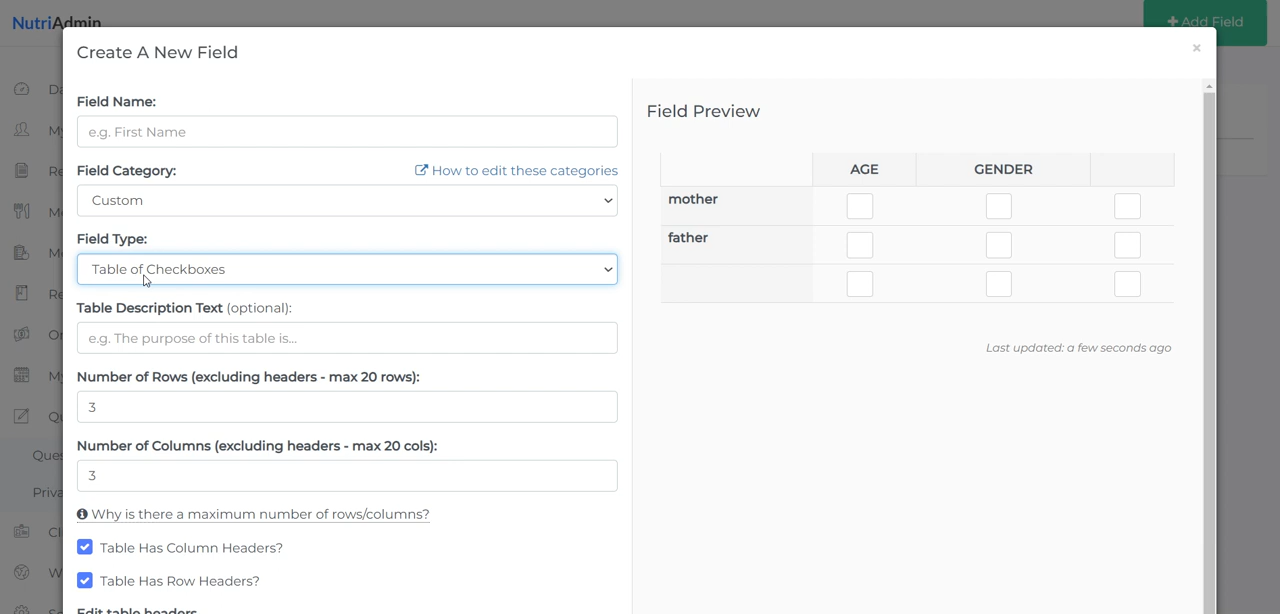 NutriAdmin
+ Add Field
Create A New Field
×
Field Name:
e.g. First Name
Field Category:
How to edit these categories
Custom
Field Type:
Table of Checkboxes
Table Description Text (optional):
e.g. The purpose of this table is...
Number of Rows (excluding headers - max 20 rows):
3
Number of Columns (excluding headers - max 20 cols):
3
Why is there a maximum number of rows/columns?
Table Has Column Headers?
Table Has Row Headers?
Edit table headers
Field Preview
AGE GENDER
mother
father
Last updated: a few seconds ago